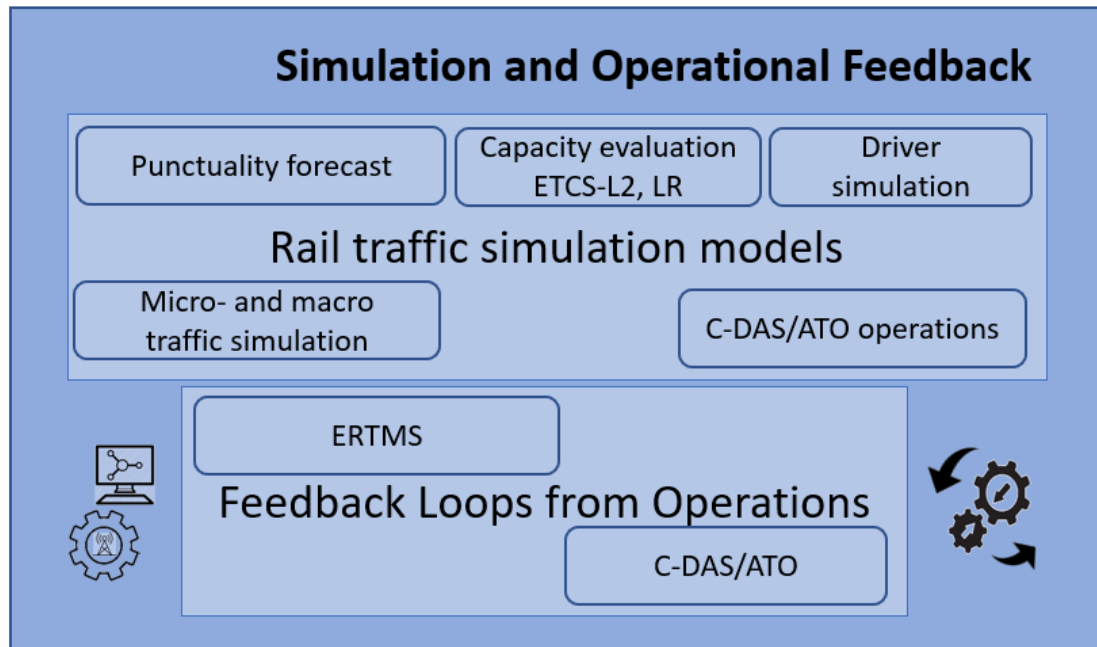 Simulation and Operational Feedback
Punctuality forecast
Capacity evaluation
ETCS-L2, LR
Driver
simulation
Rail traffic simulation models
Micro- and macro
traffic simulation
C-DAS/ATO operations
ERTMS
Feedback Loops from Operations
C-DAS/ATO